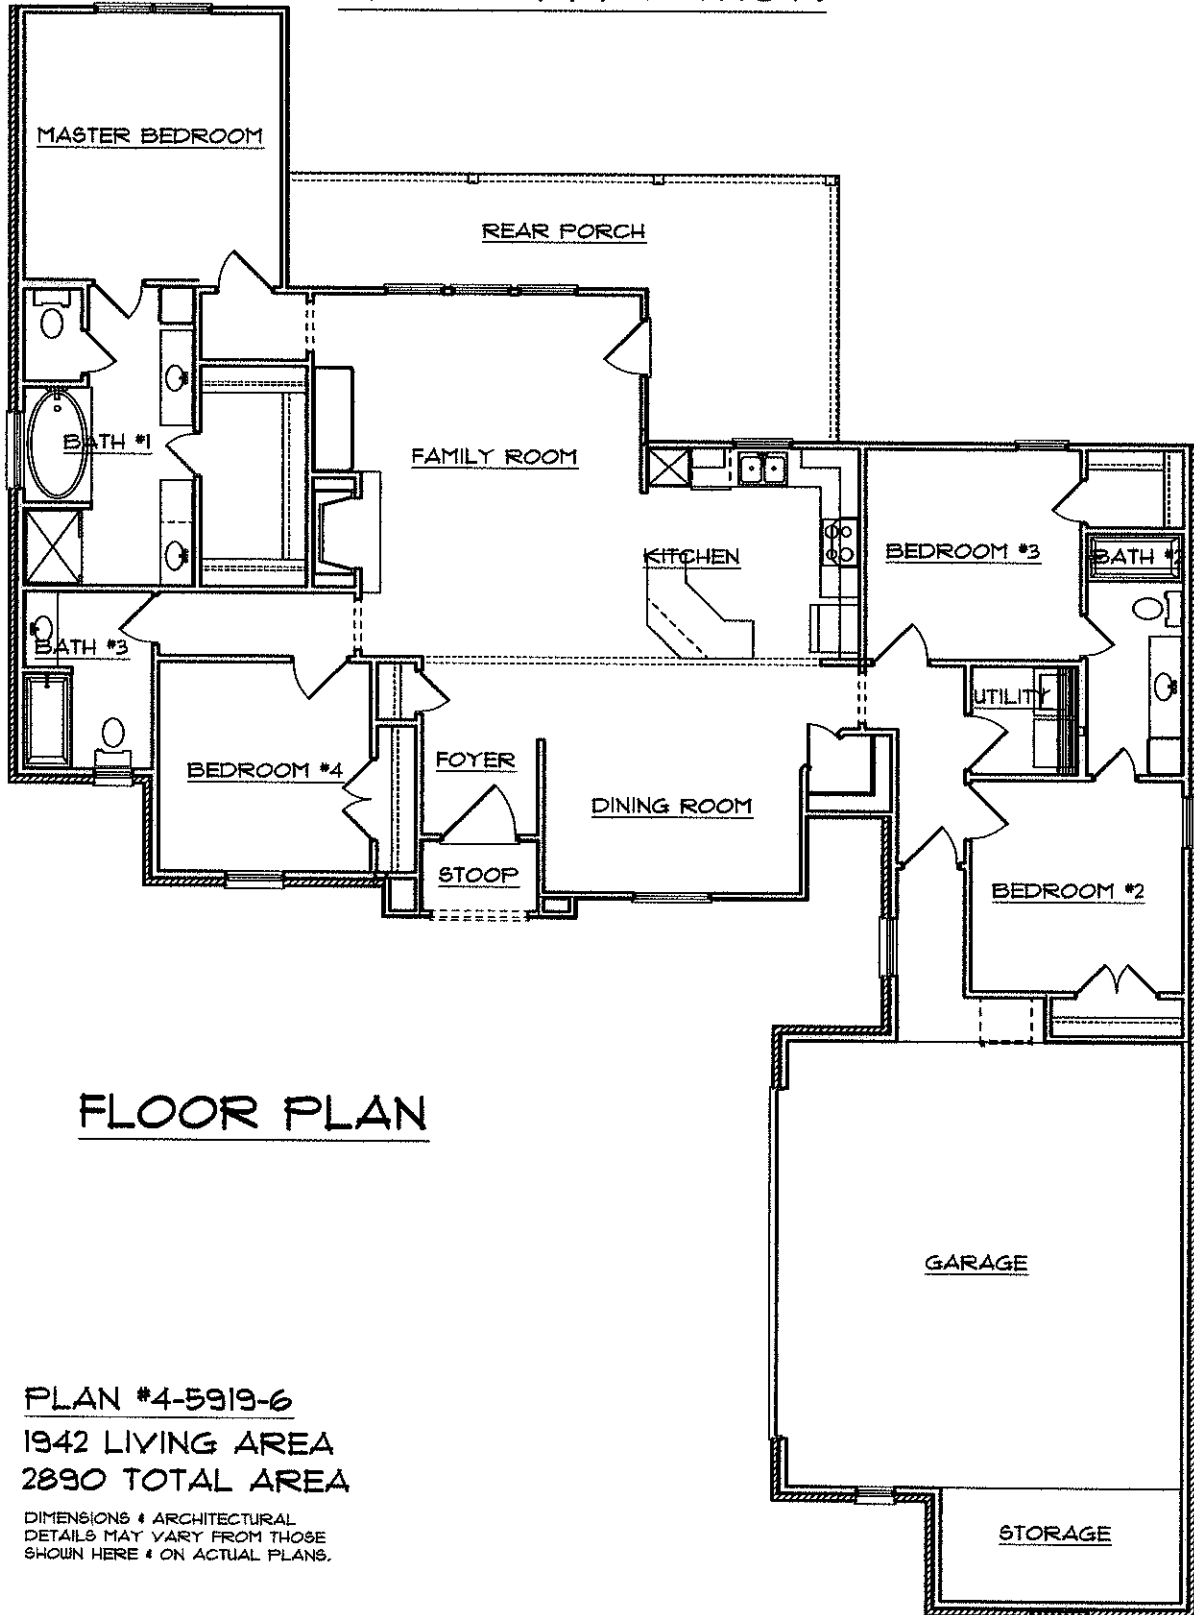 MASTER BEDROOM
REAR PORCH
BATH #1
FAMILY ROOM
KITCHEN
BEDROOM #3
BATH #2
BATH #3
UTILITY
BEDROOM #4
FOYER
DINING ROOM
STOOP
BEDROOM #2
FLOOR PLAN
GARAGE
PLAN #4-5919-6
1942 LIVING AREA
2890 TOTAL AREA
DIMENSIONS & ARCHITECTURAL
DETAILS MAY VARY FROM THOSE
SHOWN HERE & ON ACTUAL PLANS.
STORAGE